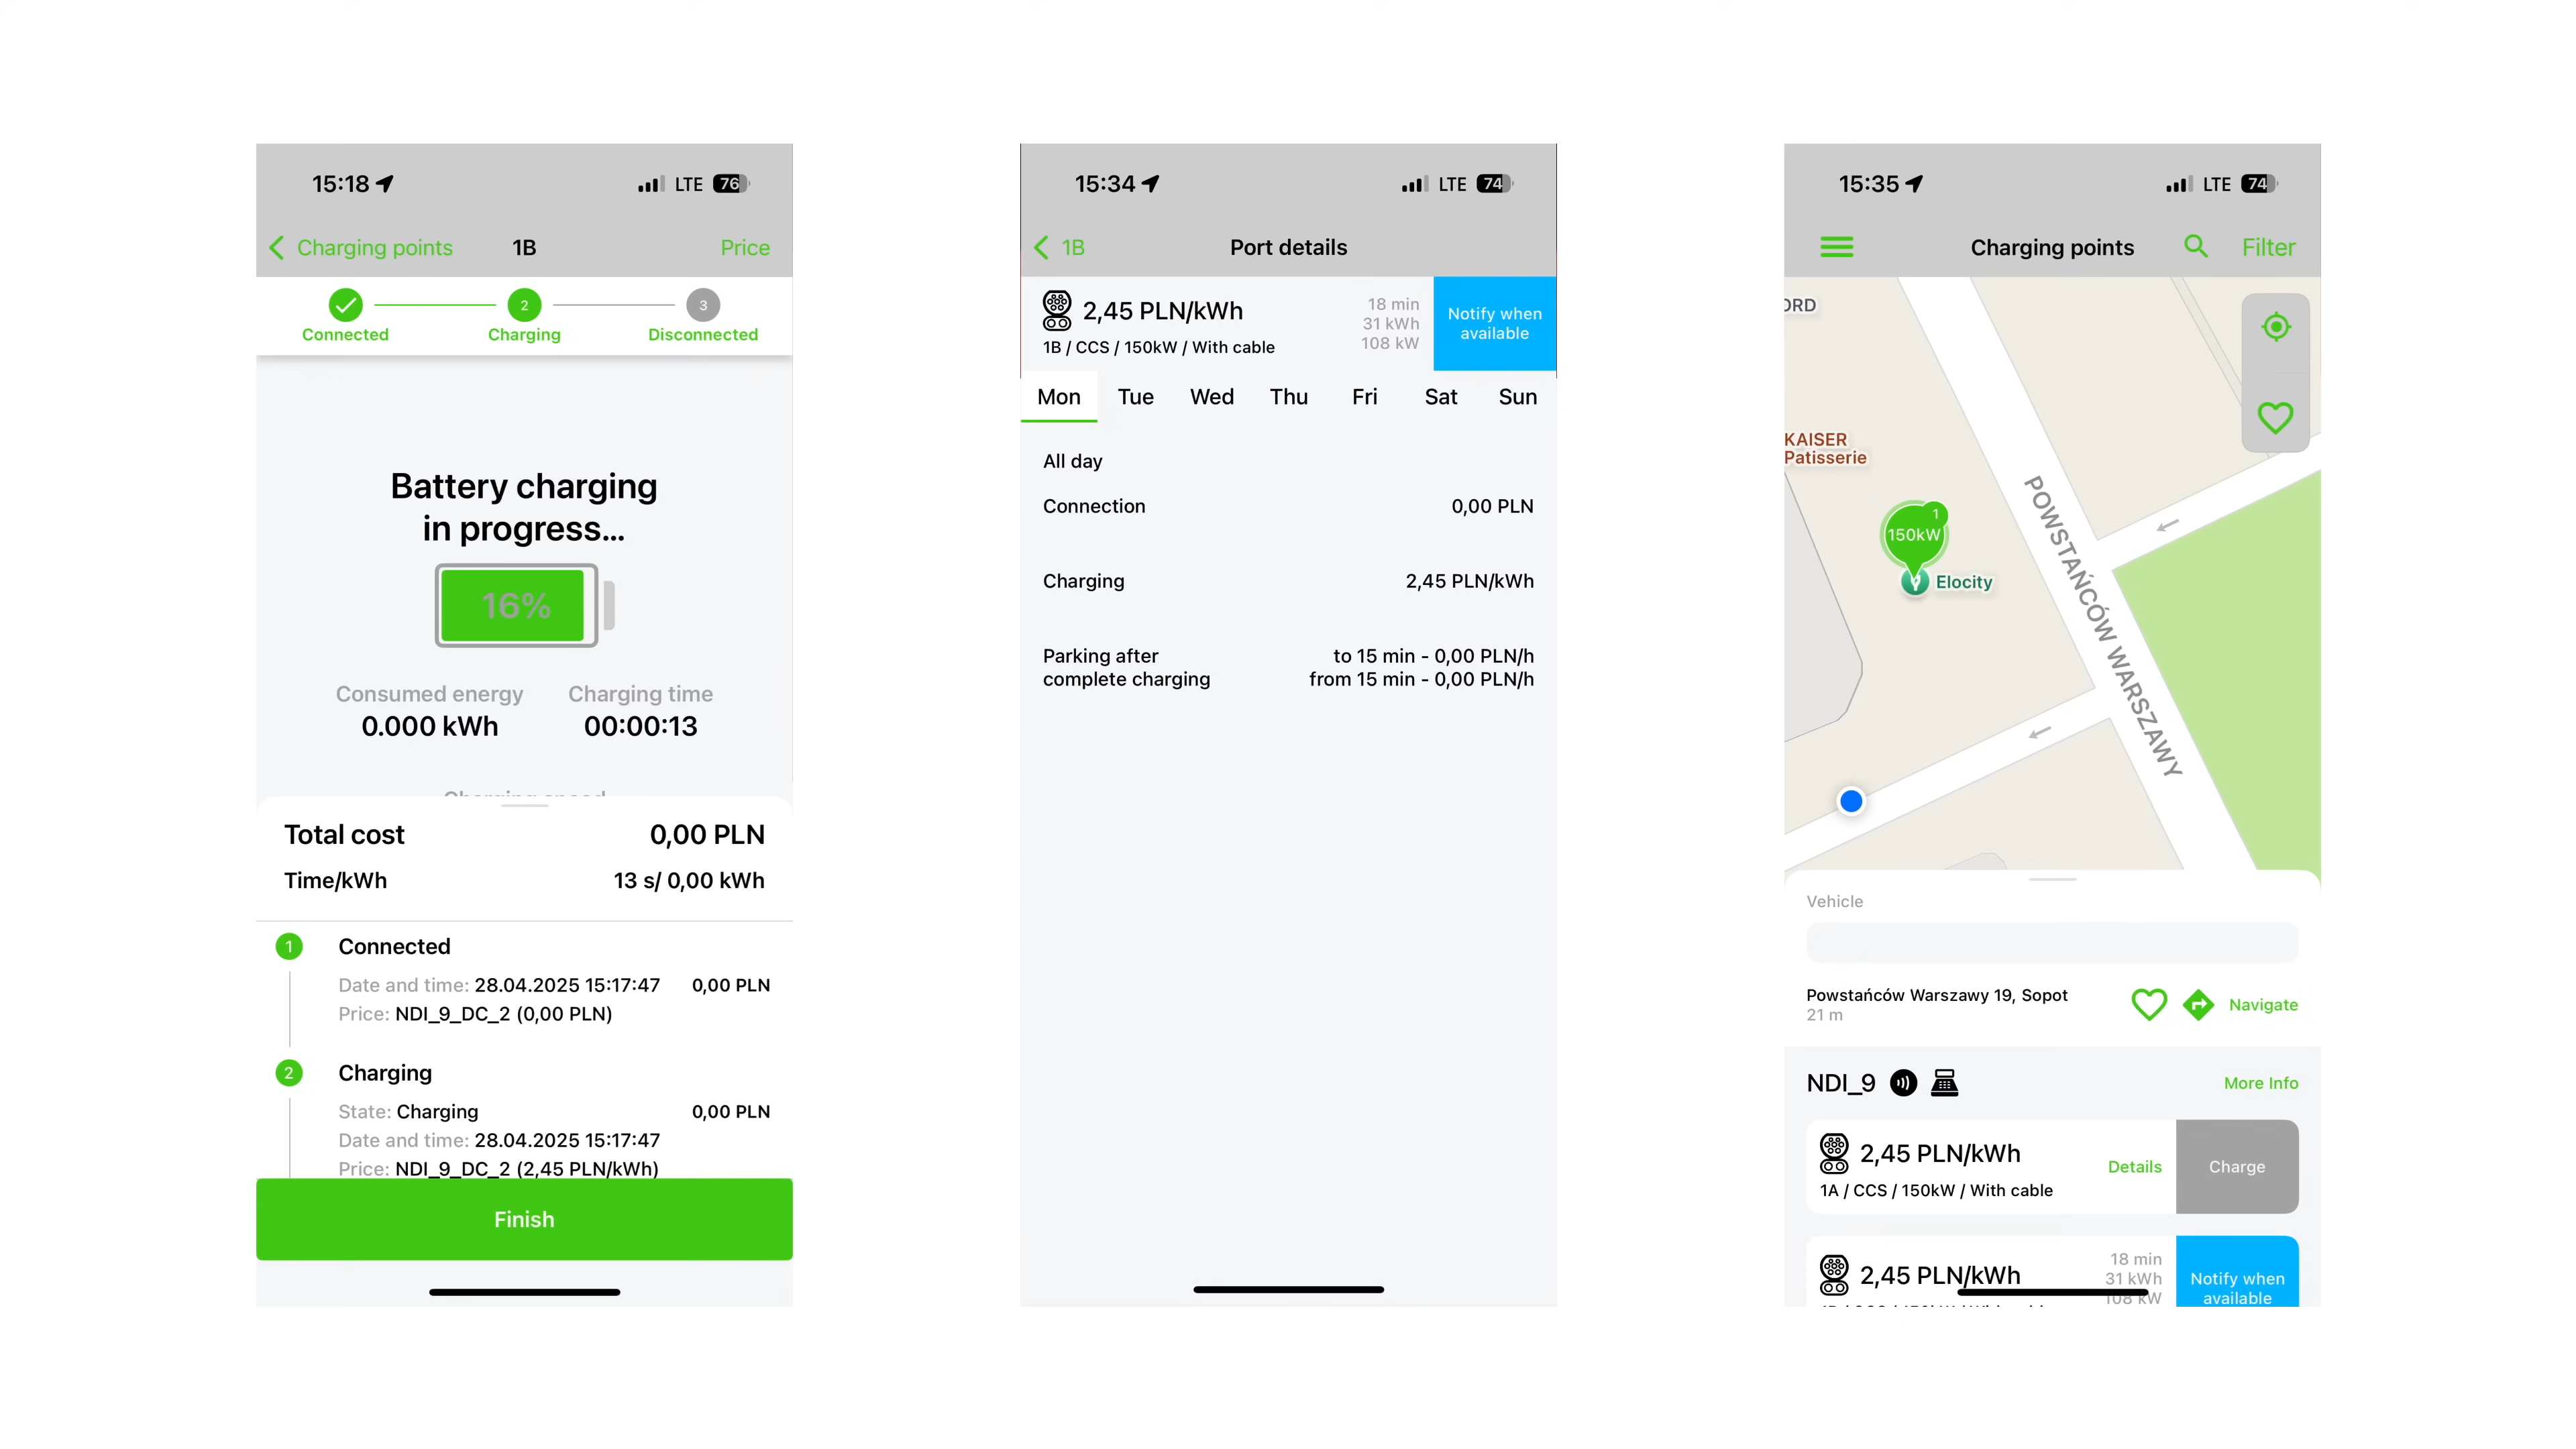 15:18
LTE 76
Charging points
1B
Price
2
3
Connected
Charging
Disconnected
Battery charging
in progress...
16%
Consumed energy
Charging time
0.000 kWh
00:00:13
Charging speed
Total cost
0,00 PLN
Time/kWh
13 s/ 0,00 kWh
1
Connected
Date and time: 28.04.2025 15:17:47
0,00 PLN
Price: NDI_9_DC_2 (0,00 PLN)
2
Charging
State: Charging
0,00 PLN
Date and time: 28.04.2025 15:17:47
Price: NDI_9_DC_2 (2,45 PLN/kWh)
Finish
15:34
LTE 74
1B
Port details
2,45 PLN/kWh
1B / CCS / 150kW / With cable
18 min
31 kWh
108 kW
Notify when
available
Mon Tue Wed Thu Fri Sat Sun
All day
Connection
0,00 PLN
Charging
2,45 PLN/kWh
Parking after
complete charging
to 15 min - 0,00 PLN/h
from 15 min - 0,00 PLN/h
15:35
LTE 74
Charging points
Filter
ORD
KAISER
Patisserie
1
150kW
Elocity
POWSTAŃCÓW WARSZAWY
Vehicle
Powstańców Warszawy 19, Sopot
21 m
Navigate
NDI_9
More Info
2,45 PLN/kWh
1A / CCS / 150kW / With cable
Details
Charge
2,45 PLN/kWh
18 min
31 kWh
108 kW
Notify when
available